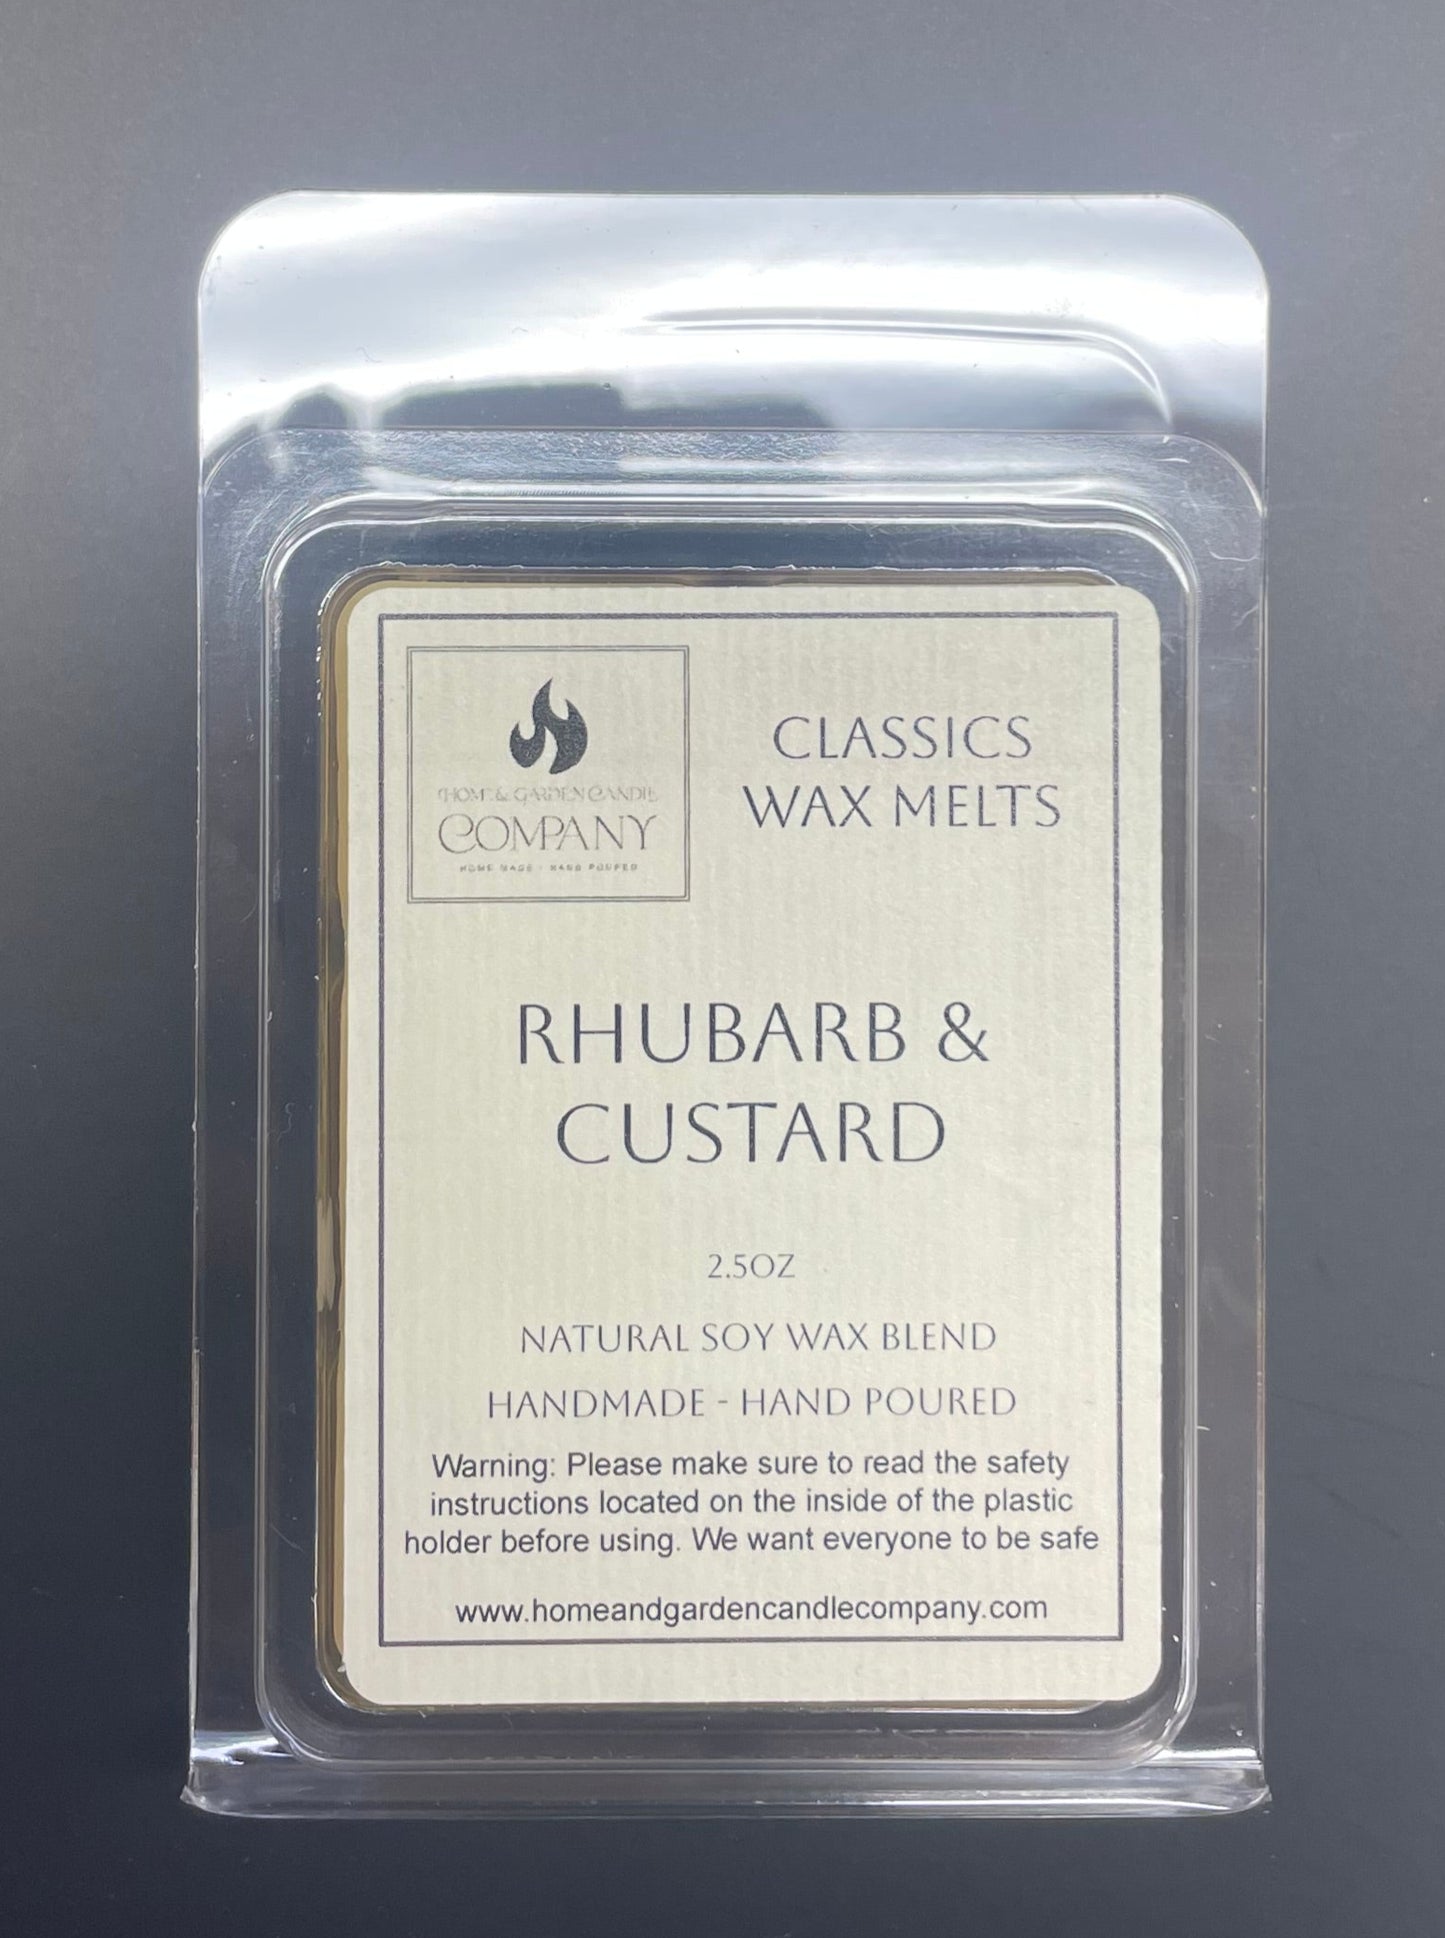 HOME & GARDEN CANDLE
COMPANY
HOME MADE - HAND POURED
CLASSICS
WAX MELTS
RHUBARB &
CUSTARD
2.5OZ
NATURAL SOY WAX BLEND
HANDMADE - HAND POURED
Warning: Please make sure to read the safety
instructions located on the inside of the plastic
holder before using. We want everyone to be safe
www.homeandgardencandlecompany.com